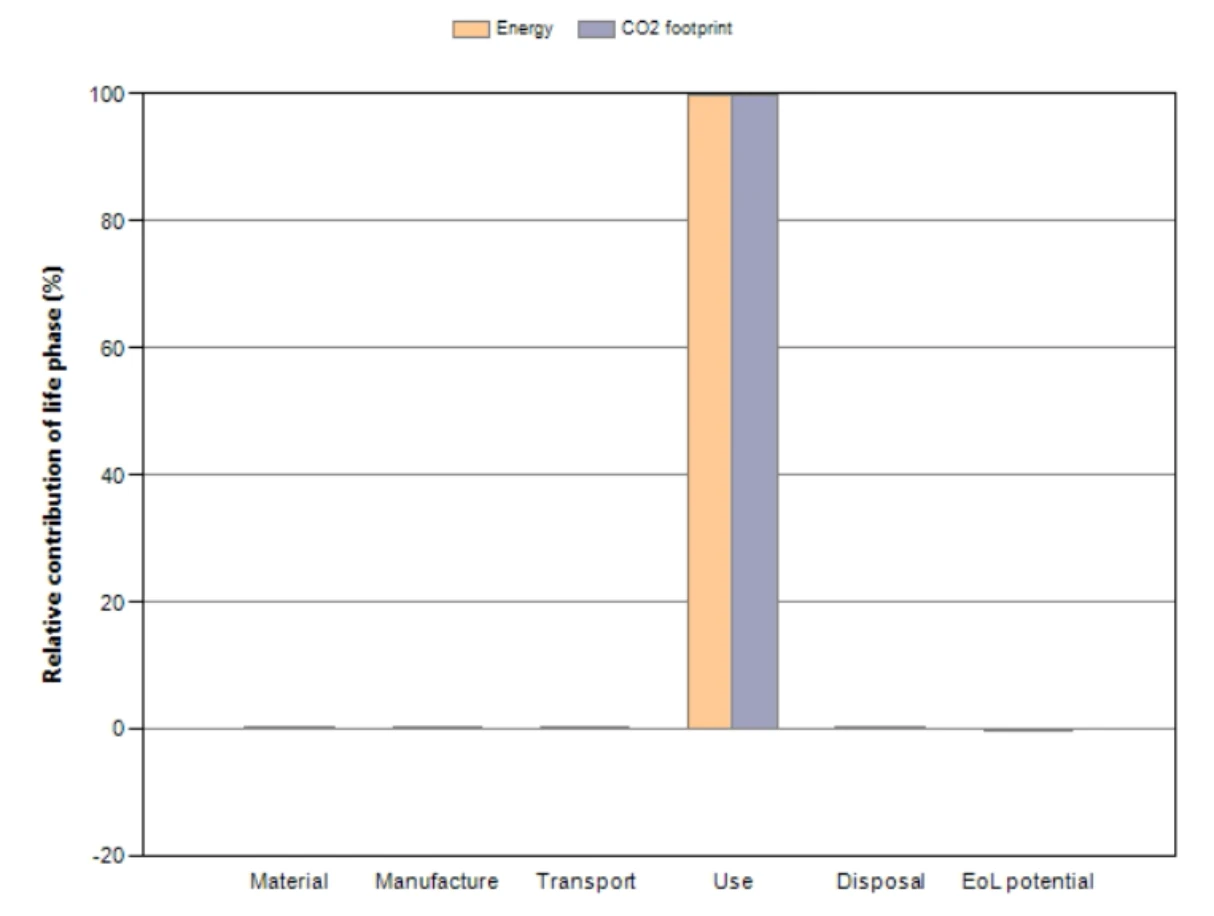 Energy CO2 footprint
Relative contribution of life phase (%)
100
80
60
40
20
0
-20
Material Manufacture Transport Use Disposal EoL potential